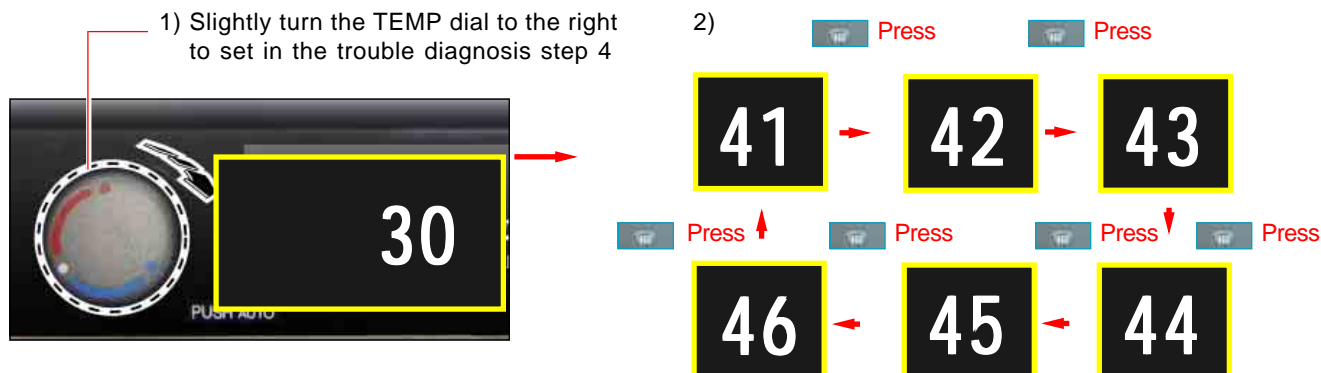 1) Slightly turn the TEMP dial to the right
to set in the trouble diagnosis step 4
30
PUSH AUTO
2)
Press Press
41 42 43
Press Press Press Press
46 45 44